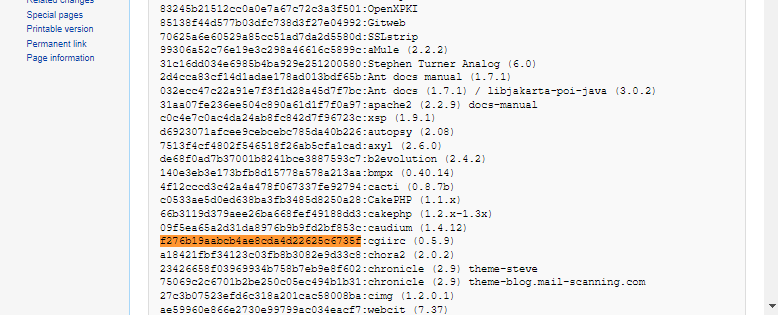 Related changes
Special pages
Printable version
Permanent link
Page information
83245b21512cc0a0e7a67c72c3a3f501:OpenXPKI
85138f44d577b03dfc738d3f27e04992:Gitweb
70625a6e60529a85cc51ad7da2d5580d:SSLstrip
99306a52c76e19e3c298a46616c5899c:aMule (2.2.2)
31c16dd034e6985b4ba929e251200580:Stephen Turner Analog (6.0)
2d4cca83cf14d1adae178ad013bdf65b:Ant docs manual (1.7.1)
032ecc47c22a91e7f3f1d28a45d7f7bc:Ant docs (1.7.1) / libjakarta-poi-java (3.0.2)
31aa07fe236ee504c890a61d1f7f0a97:apache2 (2.2.9) docs-manual
c0c4e7c0ac4da24ab8fc842d7f96723c:xsp (1.9.1)
d6923071afcee9cebcebc785da40b226:autopsy (2.08)
7513f4cf4802f546518f26ab5cfa1cad:axyl (2.6.0)
de68f0ad7b37001b8241bce3887593c7:b2evolution (2.4.2)
140e3eb3e173bfb8d15778a578a213aa:bmpx (0.40.14)
4f12cccd3c42a4a478f067337fe92794:cacti (0.8.7b)
c0533ae5d0ed638ba3fb3485d8250a28:CakePHP (1.1.x)
66b3119d379aee26ba668fef49188dd3:cakephp (1.2.x-1.3x)
09f5ea65a2d31da8976b9b9fd2bf853c:caudium (1.4.12)
f276b19aabcb4ae8cda4d22625c6735f:cgiirc (0.5.9)
a18421fbf34123c03fb8b3082e9d33c8:chora2 (2.0.2)
23426658f03969934b758b7eb9e8f602:chronicle (2.9) theme-steve
75069c2c6701b2be250c05ec494b1b31:chronicle (2.9) theme-blog.mail-scanning.com
27c3b07523efd6c318a201cac58008ba:cimg (1.2.0.1)
ae59960e866e2730e99799ac034eacf7:webcit (7.37)